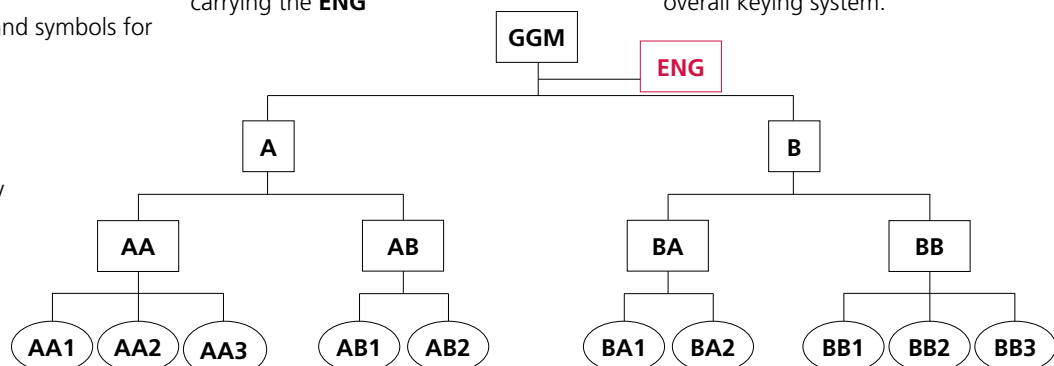 carrying the ENG
overall keying system.
and symbols for
GGM
ENG
A
B
AA
AB
BA
BB
AA1
AA2
AA3
AB1
AB2
BA1
BA2
BB1
BB2
BB3